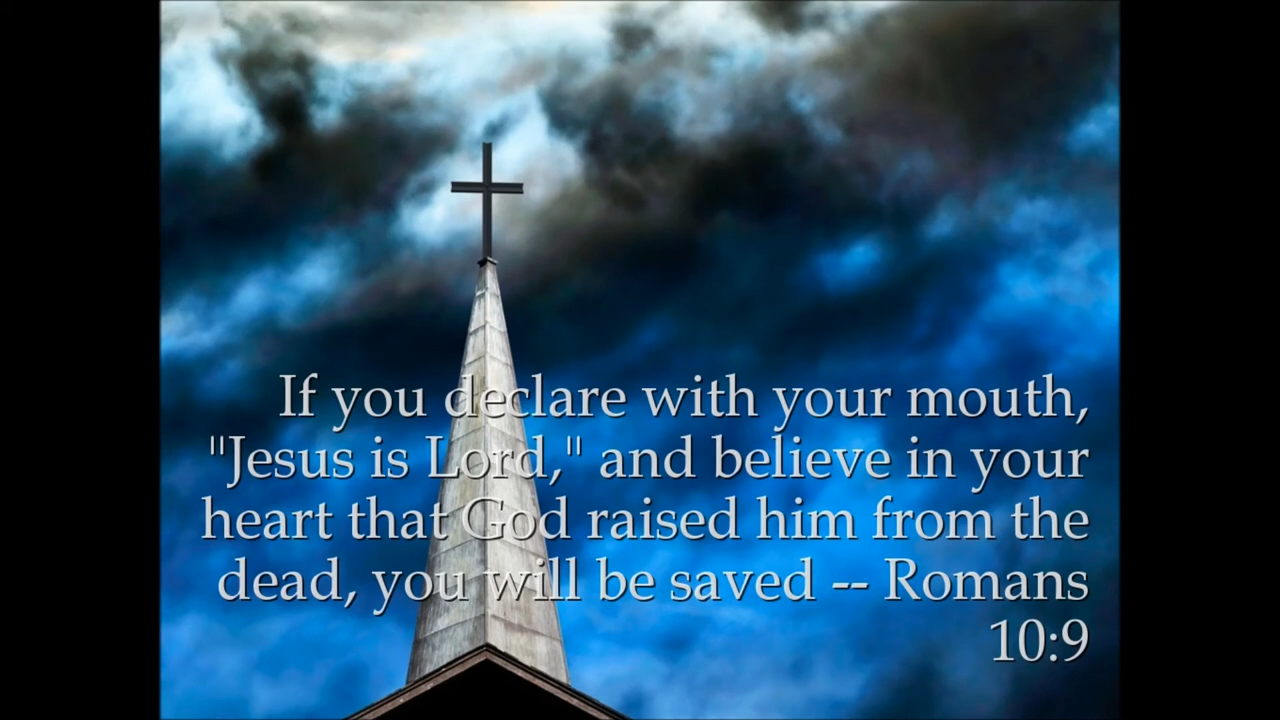 If you declare with your mouth,
"Jesus is Lord," and believe in your
heart that God raised him from the
dead, you will be saved -- Romans
10:9